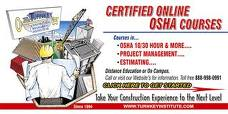 CERTIFIED ONLINE
OSHA COURSES
Courses in...
• OSHA 10/30 HOUR & MORE....
• PROJECT MANAGEMENT....
• ESTIMATING....
Distance Education or On Campus.
Call or visit our Website's for information. Toll free 888-998-0991
CLICK HERE TO GET STARTED
Since 1994
Take Your Construction Experience to the Next Level
WWW.TURNKEYINSTITUTE.COM